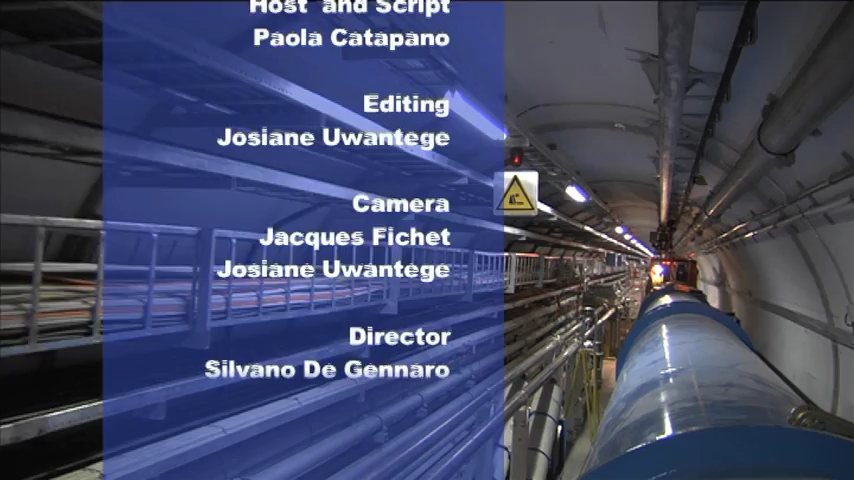 Host and Script
Paola Catapano
Editing
Josiane Uwantege
Camera
Jacques Fichet
Josiane Uwantege
Director
Silvano De Gennaro